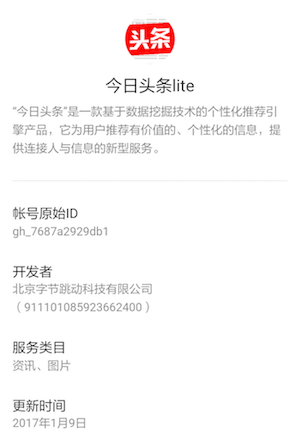 头条
今日头条lite
“今日头条”是一款基于数据挖掘技术的个性化推荐引
擎产品，它为用户推荐有价值的、个性化的信息，提
供连接人与信息的新型服务。
帐号原始ID
gh_7687a2929db1
开发者
北京字节跳动科技有限公司
（911101085923662400）
服务类目
资讯、图片
更新时间
2017年1月9日